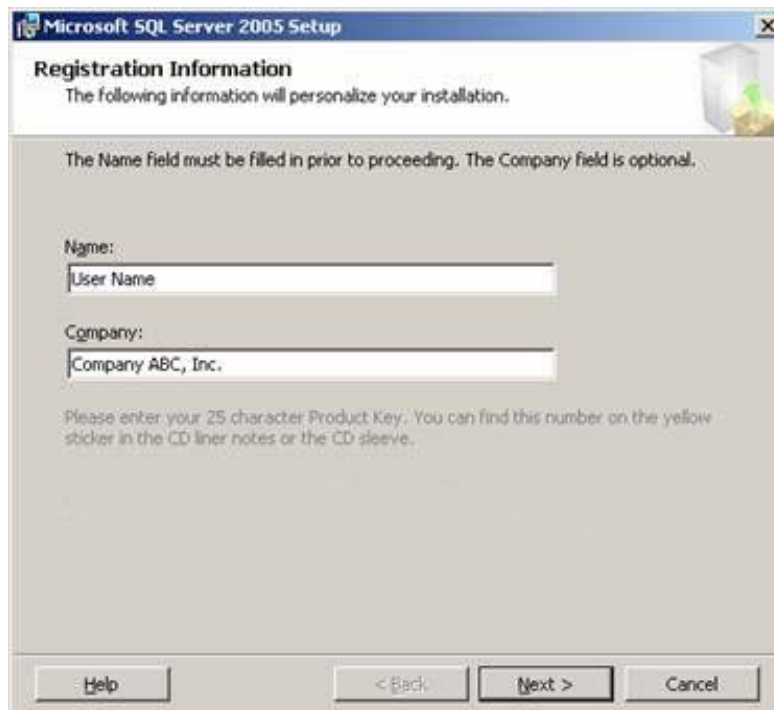 Microsoft SQL Server 2005 Setup
Registration Information
The following information will personalize your installation.
The Name field must be filled in prior to proceeding. The Company field is optional.
Name:
User Name
Company:
Company ABC, Inc.
Please enter your 25 character Product Key. You can find this number on the yellow
sticker in the CD liner notes or the CD sleeve.
Help
< Back
Next >
Cancel